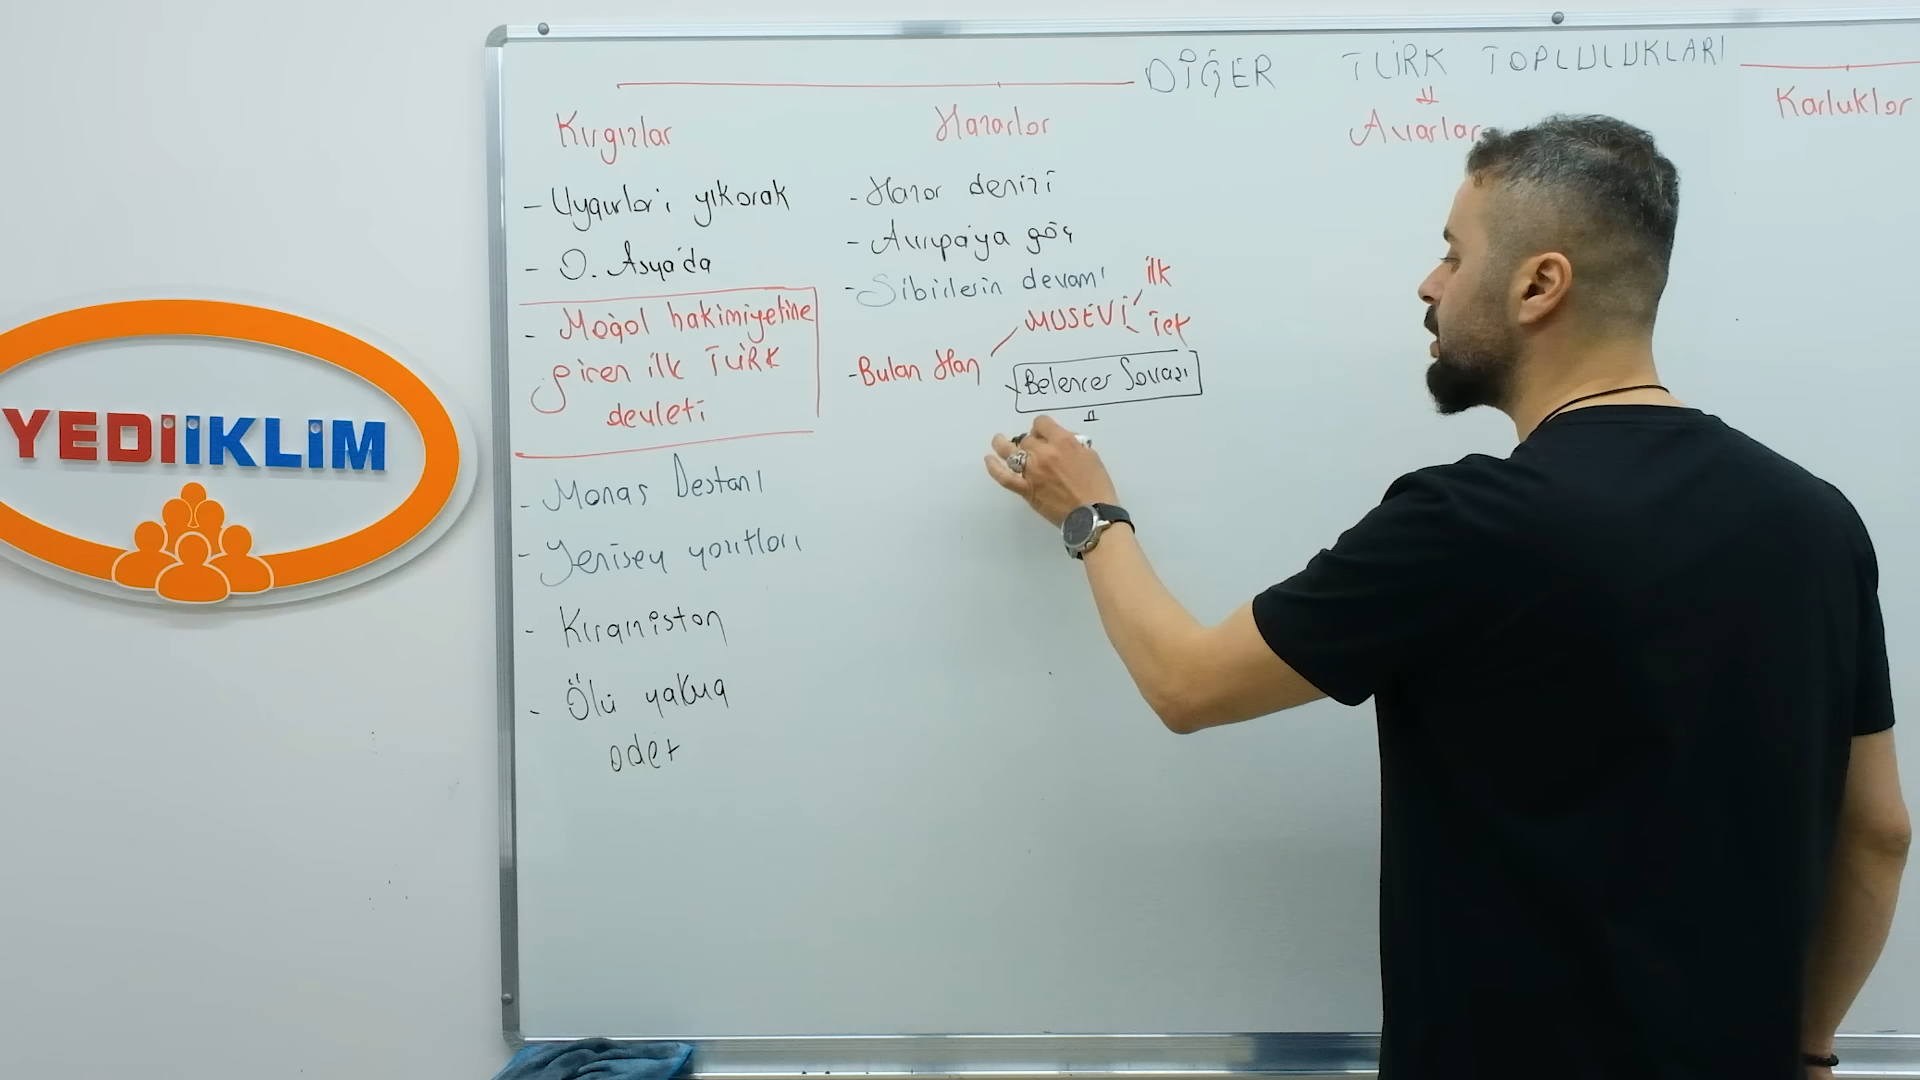 YEDİİKLİM
DİĞER TÜRK TOPLULUKLARI
Kırgızlar
- Uygurlar'ı yıkarak
- O. Asya'da
- Moğol hakimiyetine
giren ilk TÜRK
devleti
- Manas Destanı
- Yenisey yazıtları
- Kırgızistan
- Ölü yakma
adet
Hazarlar
- Hazar denizi
- Avrupa'ya göç
- Sibirlerin devamı
- Bulan Han
MUSEVİ
ilk
Tek
Belencer Savaşı
Avarlar
Karluklar